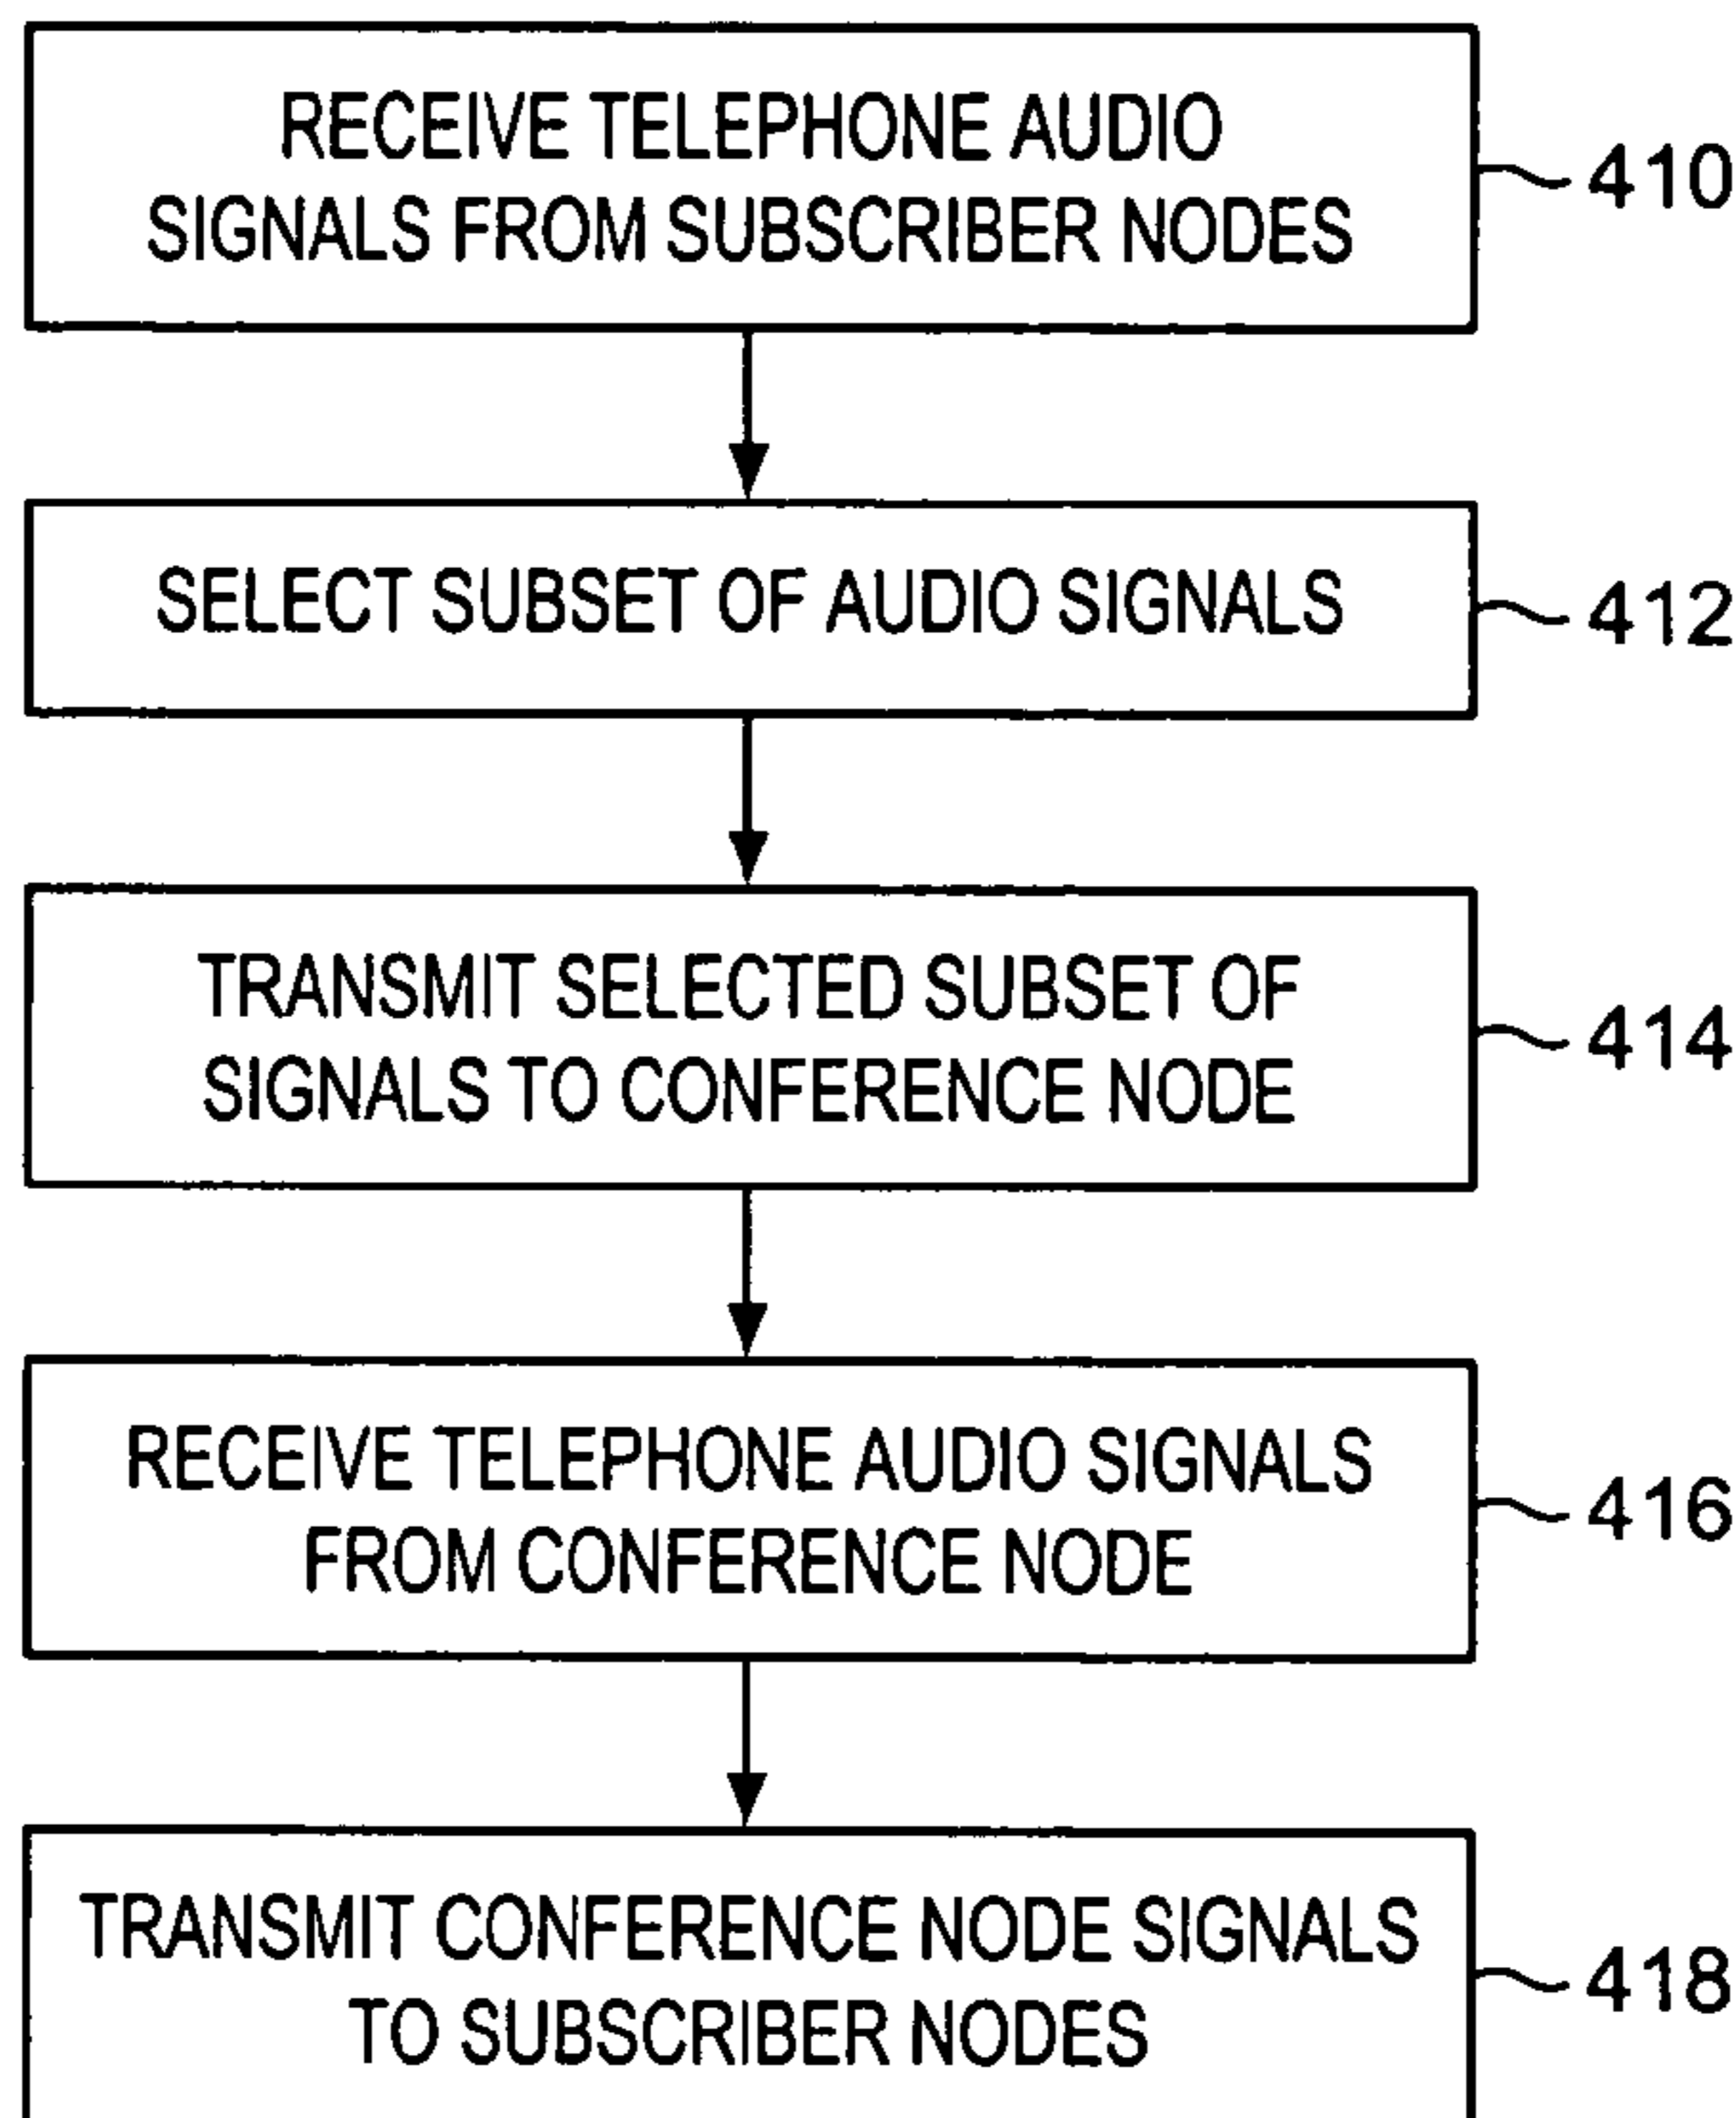 RECEIVE TELEPHONE AUDIO
SIGNALS FROM SUBSCRIBER NODES
410
SELECT SUBSET OF AUDIO SIGNALS
412
TRANSMIT SELECTED SUBSET OF
SIGNALS TO CONFERENCE NODE
414
RECEIVE TELEPHONE AUDIO SIGNALS
FROM CONFERENCE NODE
416
TRANSMIT CONFERENCE NODE SIGNALS
TO SUBSCRIBER NODES
418